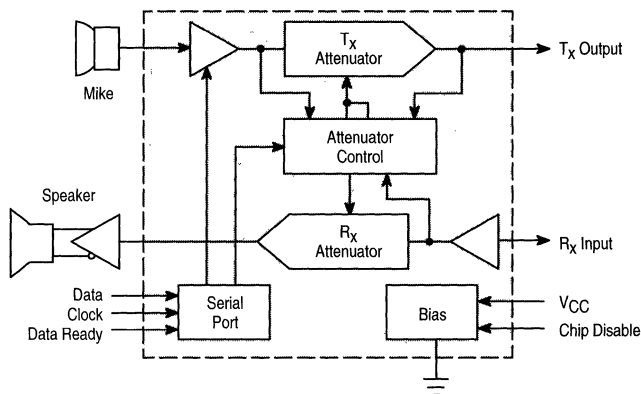 Mike
Tx
Attenuator
Tx Output
Attenuator
Control
Speaker
Rx
Attenuator
Rx Input
Data
Clock
Data Ready
Serial
Port
Bias
VCC
Chip Disable